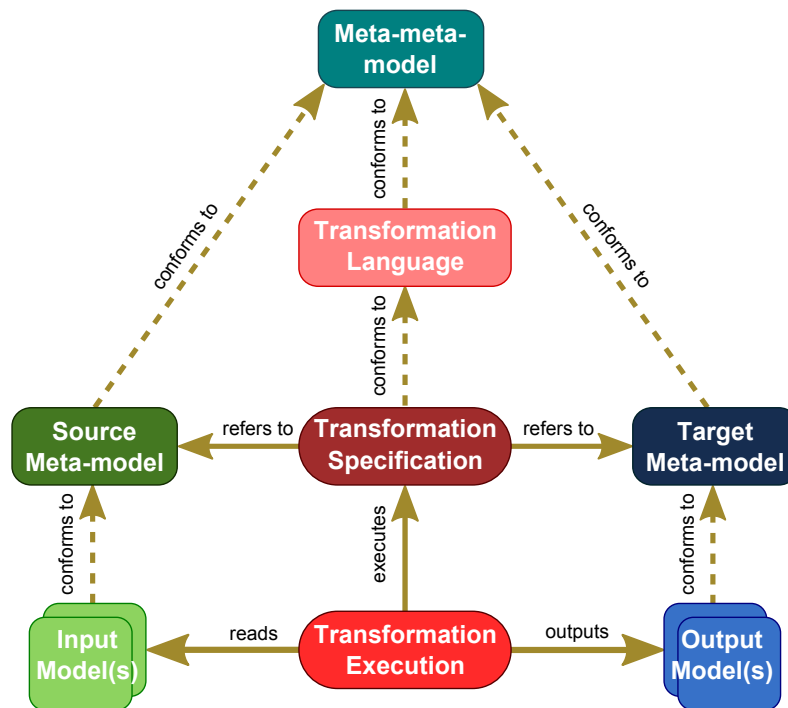 Meta-meta-
model
conforms to
conforms to
conforms to
Transformation
Language
conforms to
Source
Meta-model
refers to
Transformation
Specification
refers to
Target
Meta-model
conforms to
executes
conforms to
Input
Model(s)
reads
Transformation
Execution
outputs
Output
Model(s)